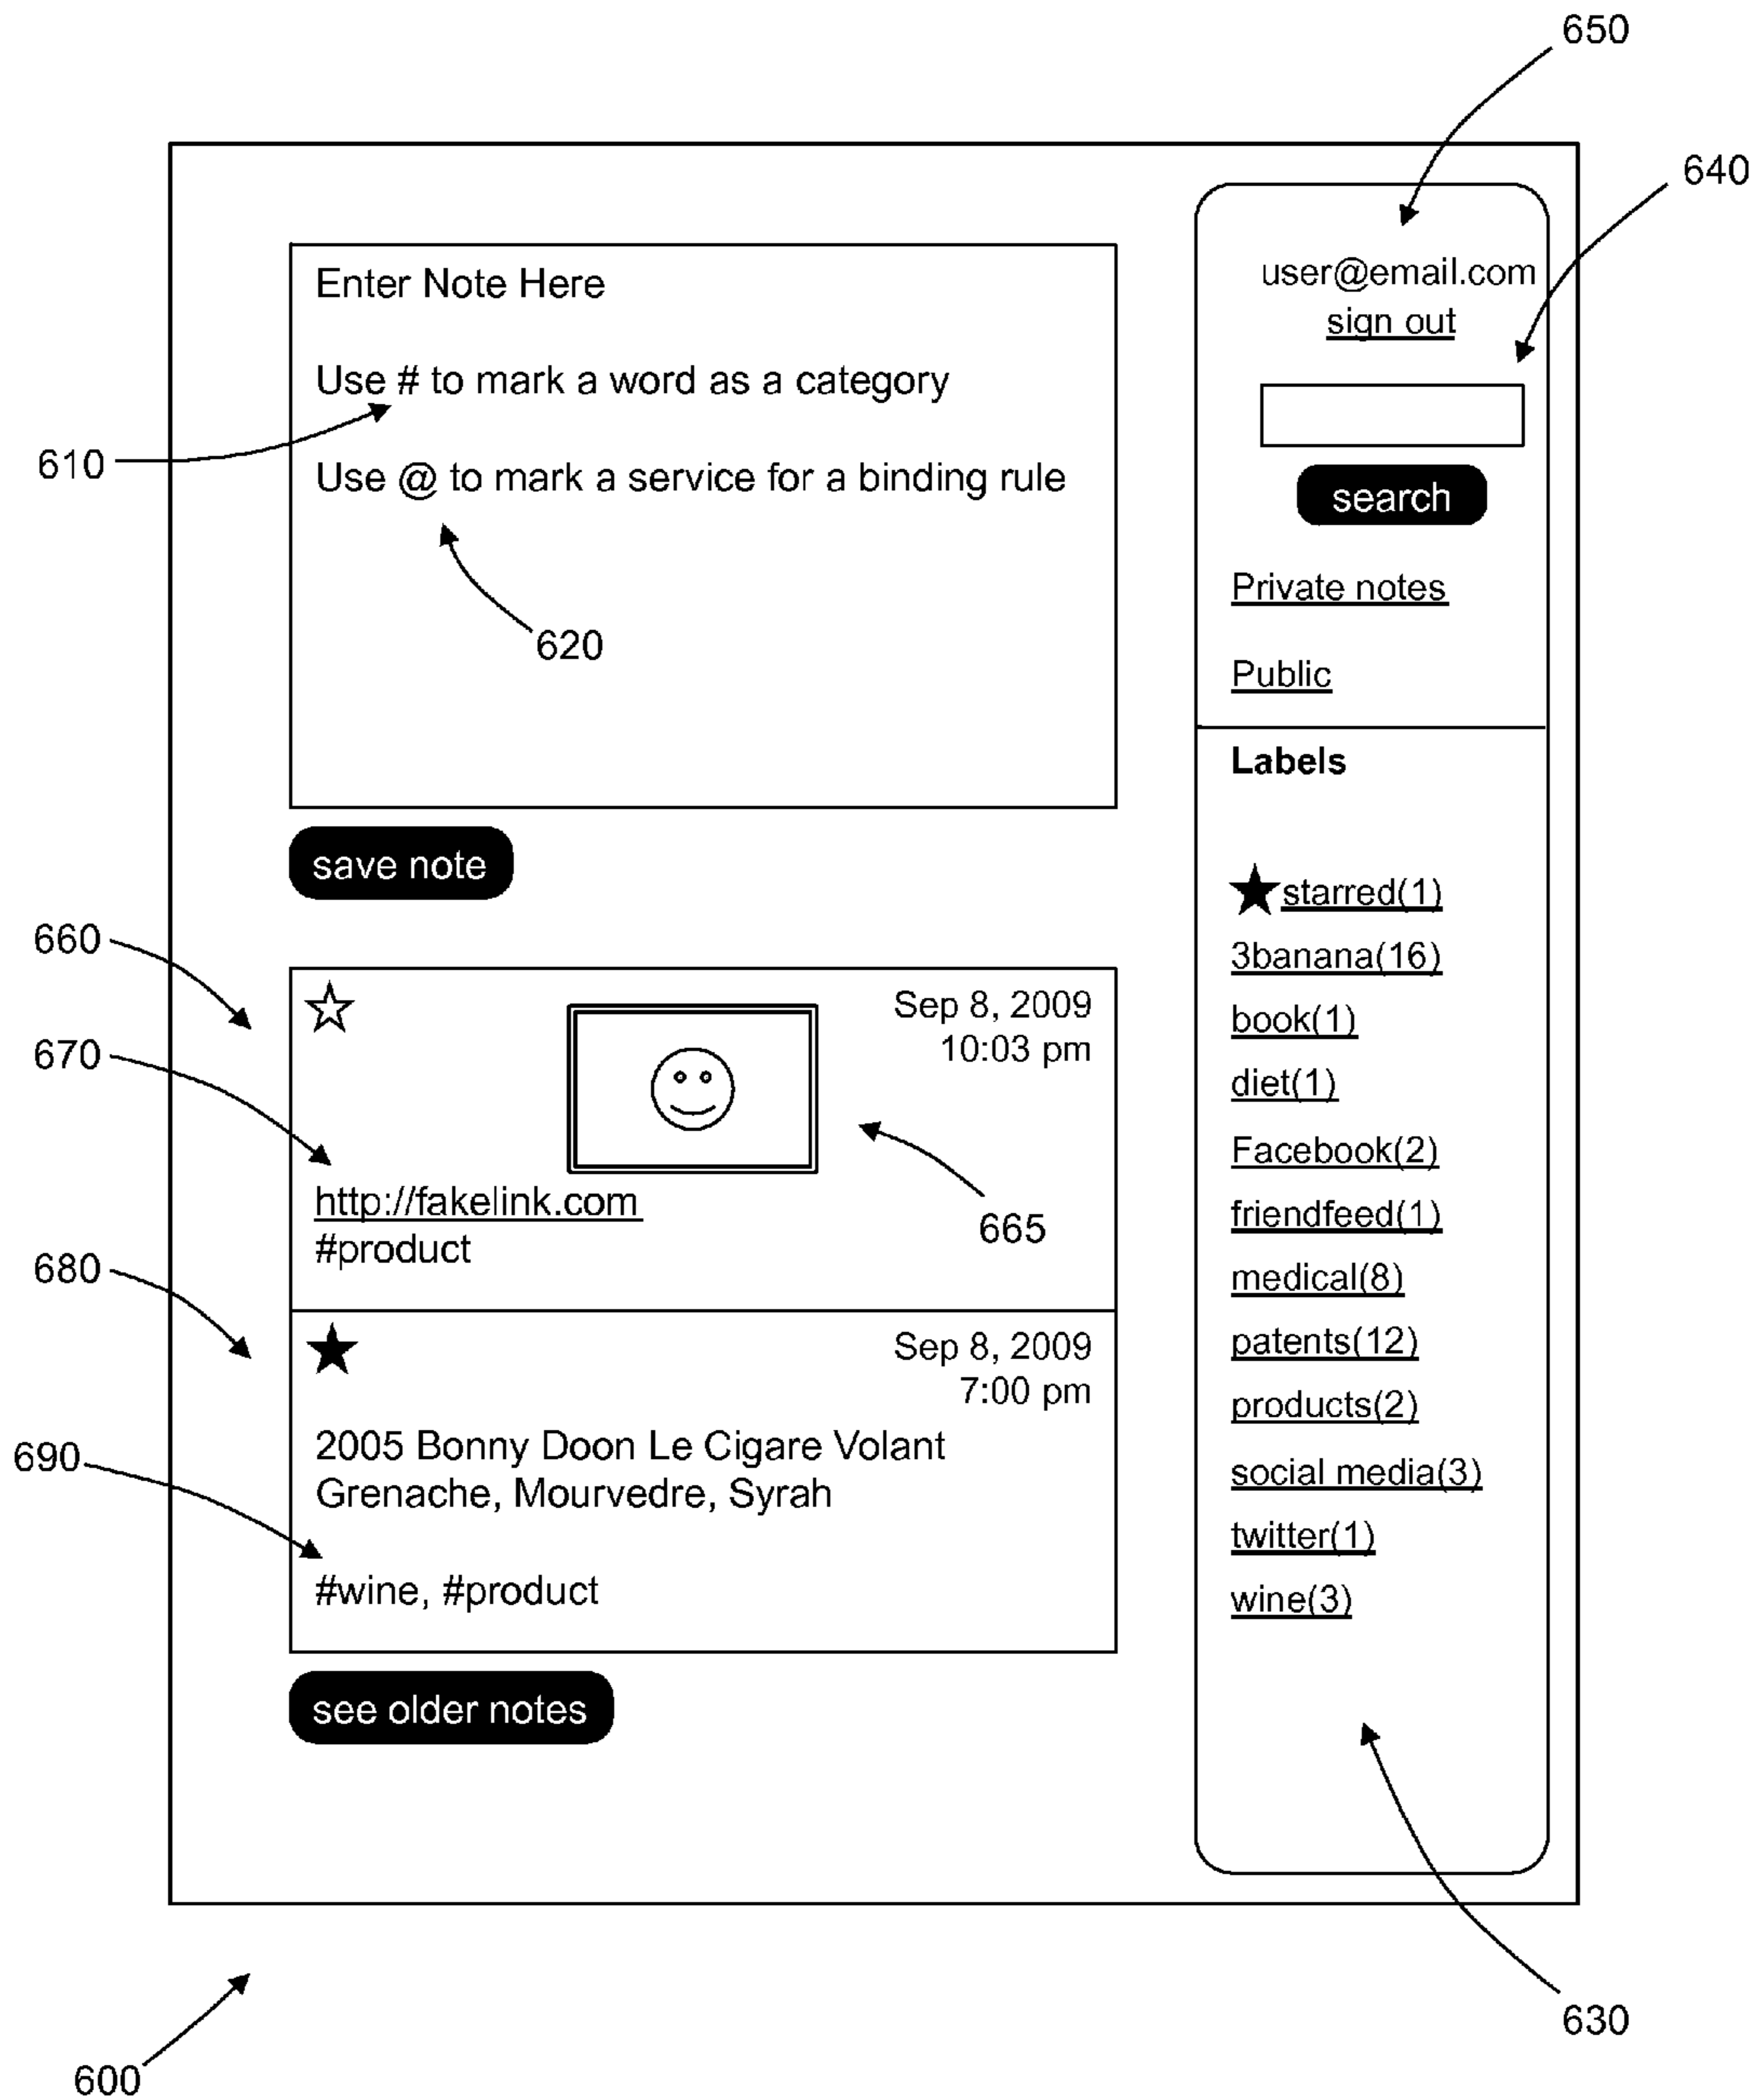 650
640
Enter Note Here
Use # to mark a word as a category
610
Use @ to mark a service for a binding rule
620
save note
user@email.com
sign out
search
Private notes
Public
Labels
starred(1)
3banana(16)
book(1)
diet(1)
Facebook(2)
friendfeed(1)
medical(8)
patents(12)
products(2)
social media(3)
twitter(1)
wine(3)
660
Sep 8, 2009
10:03 pm
670
665
http://fakelink.com
#product
680
Sep 8, 2009
7:00 pm
2005 Bonny Doon Le Cigare Volant
Grenache, Mourvedre, Syrah
690
#wine, #product
see older notes
630
600